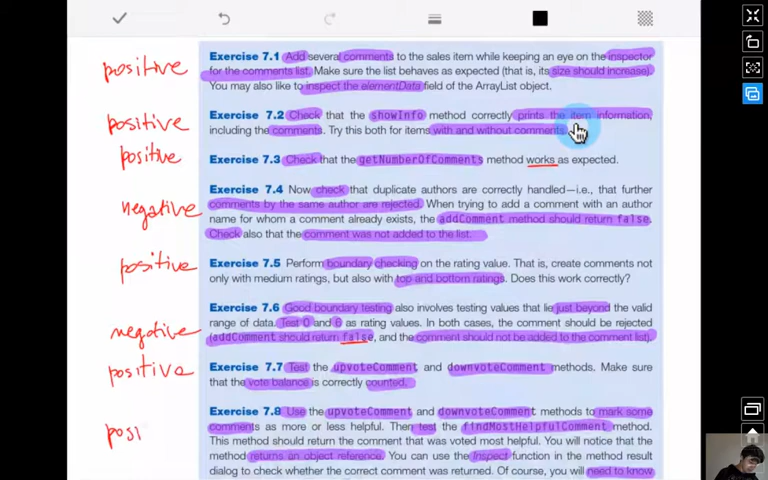 positive
Exercise 7.1 Add several comments to the sales item while keeping an eye on the inspector
for the comments list. Make sure the list behaves as expected (that is, its size should increase).
You may also like to inspect the elementData field of the ArrayList object.
positive
Exercise 7.2 Check that the showInfo method correctly prints the item information,
including the comments. Try this both for items with and without comments.
positive
Exercise 7.3 Check that the getNumberOfComments method works as expected.
negative
Exercise 7.4 Now check that duplicate authors are correctly handled—i.e., that further
comments by the same author are rejected. When trying to add a comment with an author
name for whom a comment already exists, the addComment method should return false.
Check also that the comment was not added to the list.
positive
Exercise 7.5 Perform boundary checking on the rating value. That is, create comments not
only with medium ratings, but also with top and bottom ratings. Does this work correctly?
negative
Exercise 7.6 Good boundary testing also involves testing values that lie just beyond the valid
range of data. Test 0 and 6 as rating values. In both cases, the comment should be rejected
(addComment should return false, and the comment should not be added to the comment list).
positive
Exercise 7.7 Test the upvoteComment and downvoteComment methods. Make sure
that the vote balance is correctly counted.
posi
Exercise 7.8 Use the upvoteComment and downvoteComment methods to mark some
comments as more or less helpful. Then test the findMostHelpfulComment method.
This method should return the comment that was voted most helpful. You will notice that the
method returns an object reference. You can use the Inspect function in the method result
dialog to check whether the correct comment was returned. Of course, you will need to know